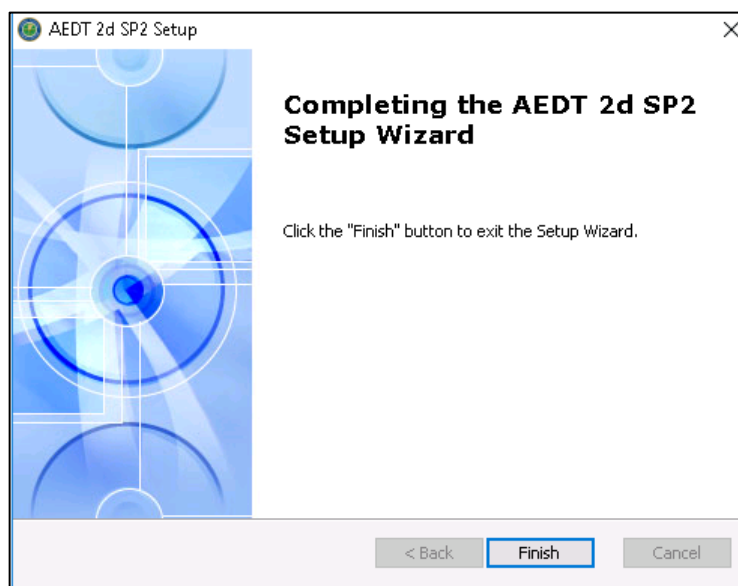 AEDT 2d SP2 Setup
Completing the AEDT 2d SP2
Setup Wizard
Click the "Finish" button to exit the Setup Wizard.
< Back Finish Cancel